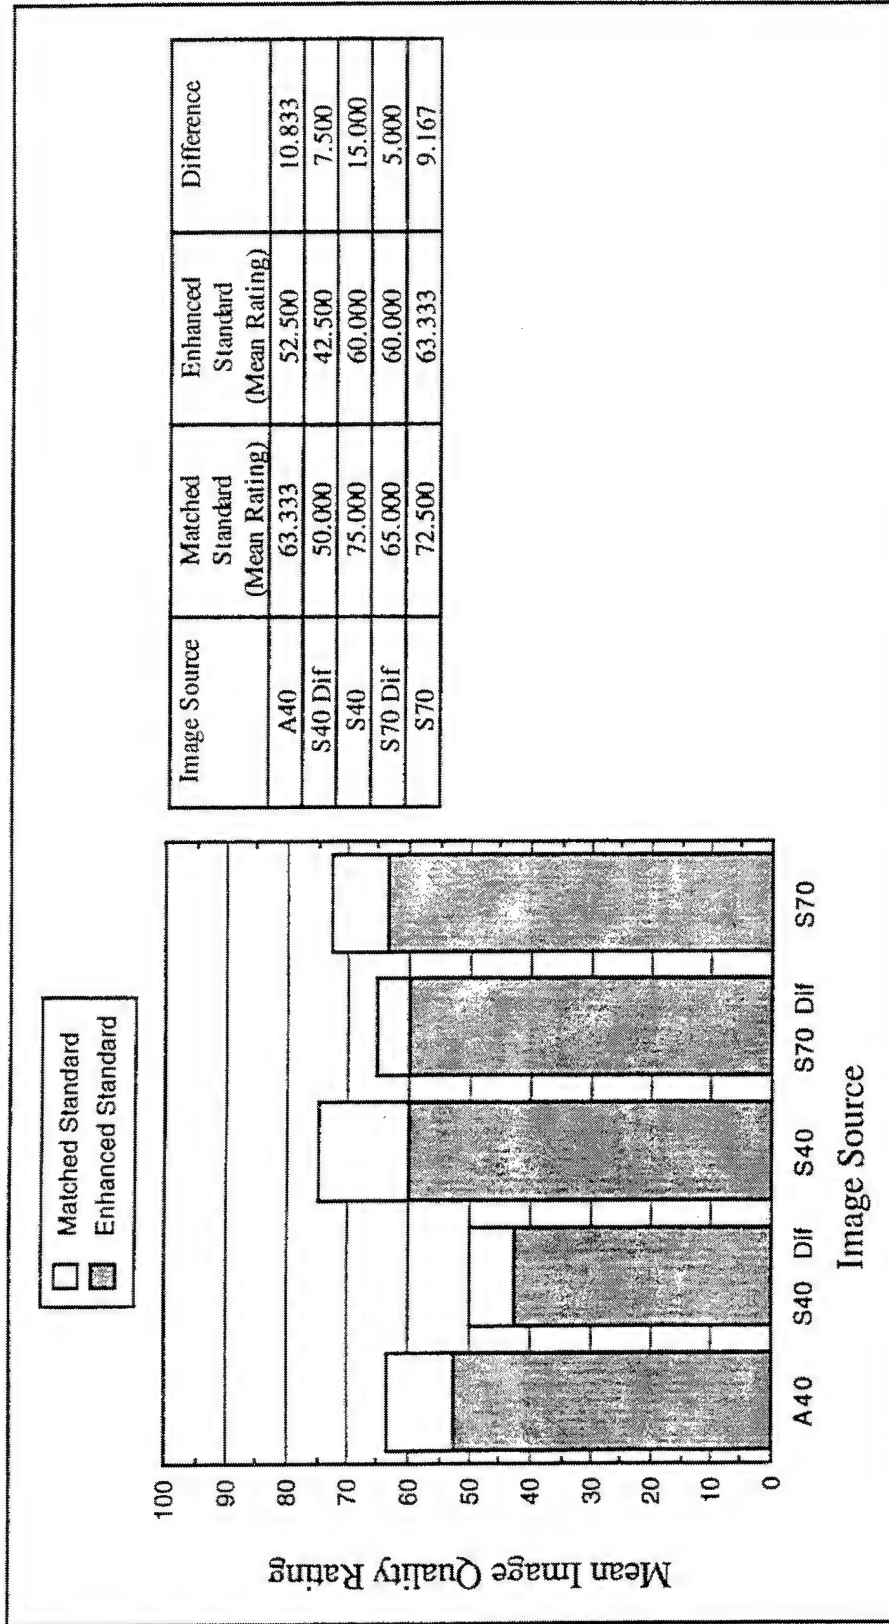 Matched Standard
Enhanced Standard
Mean Image Quality Rating
100
90
80
70
60
50
40
30
20
10
0
A40 S40 Dif S40 S70 Dif S70
Image Source
Image Source Matched Standard (Mean Rating) Enhanced Standard (Mean Rating) Difference
A40 63.333 52.500 10.833
S40 Dif 50.000 42.500 7.500
S40 75.000 60.000 15.000
S70 Dif 65.000 60.000 5.000
S70 72.500 63.333 9.167